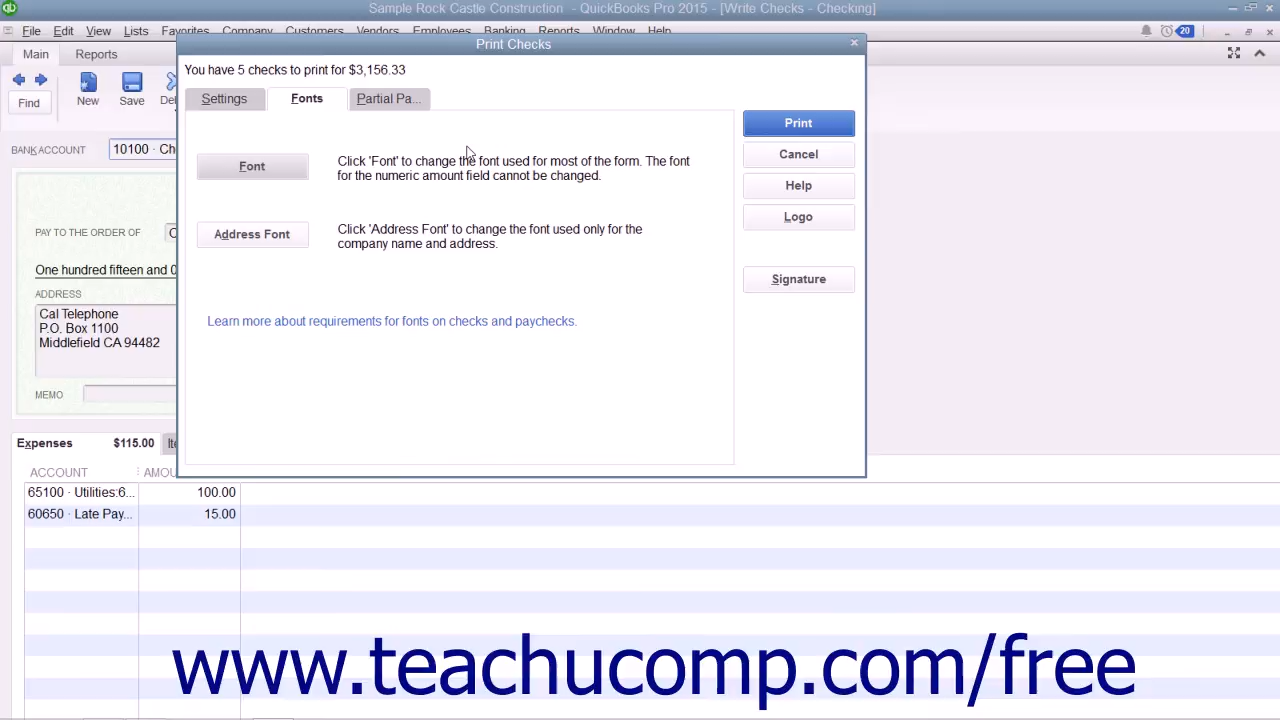 Sample Rock Castle Construction - QuickBooks Pro 2015 - [Write Checks - Checking]
File Edit View Lists Favorites Company Customers Vendors Employees Banking Reports Window Help
20
Main Reports
Print Checks
You have 5 checks to print for $3,156.33
Find
New
Save
Settings
Fonts
Partial Pa...
BANK ACCOUNT
10100 ·
Font
Click 'Font' to change the font used for most of the form. The font
for the numeric amount field cannot be changed.
Address Font
Click 'Address Font' to change the font used only for the
company name and address.
Learn more about requirements for fonts on checks and paychecks.
Print
Cancel
Help
Logo
Signature
PAY TO THE ORDER OF
One hundred fifteen and
ADDRESS
Cal Telephone
P.O. Box 1100
Middlefield CA 94482
MEMO
Expenses $115.00
ACCOUNT
65100 · Utilities:6... 100.00
60650 · Late Pay... 15.00
www.teachucomp.com/free